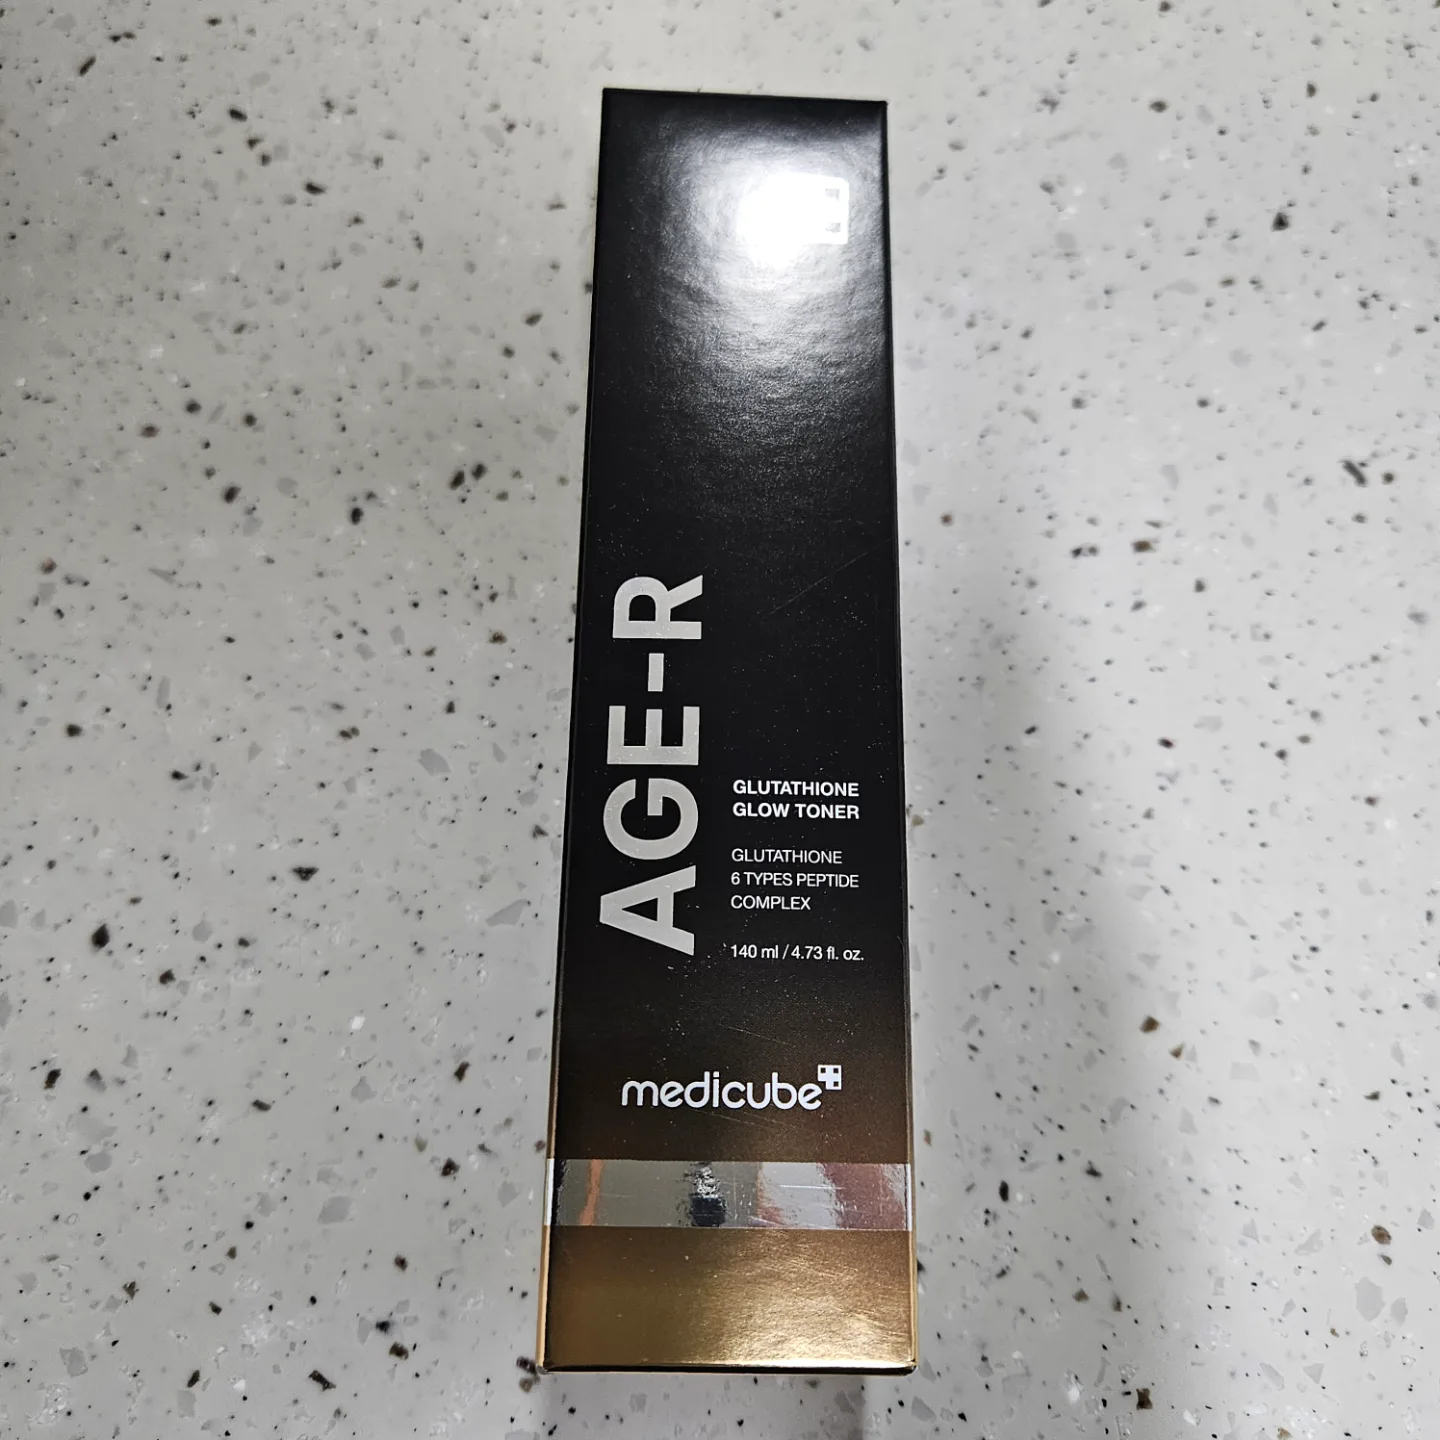 AGE-R
GLUTATHIONE
GLOW TONER
GLUTATHIONE
6 TYPES PEPTIDE
COMPLEX
140 ml / 4.73 fl. oz.
medicube